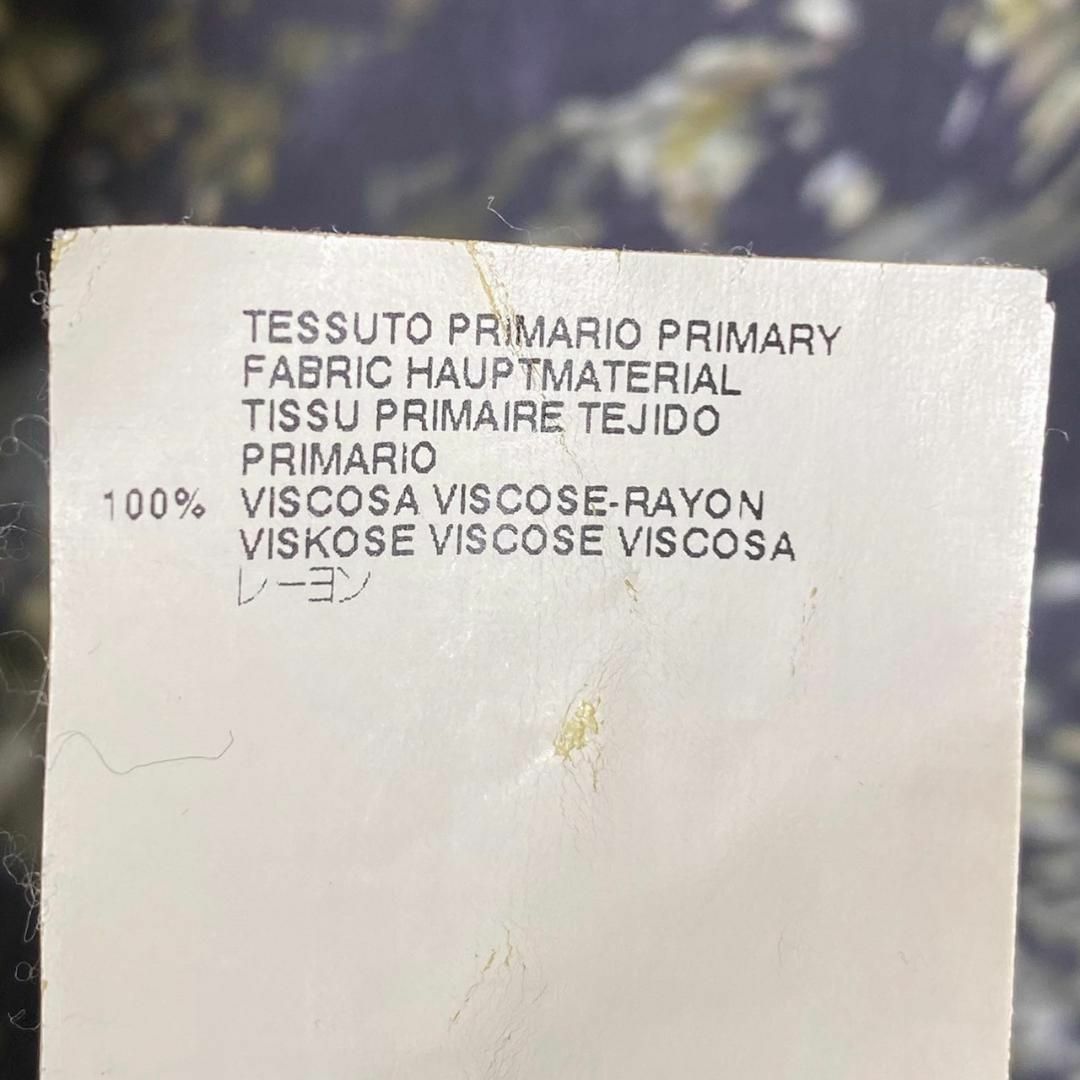 TESSUTO PRIMARIO PRIMARY
FABRIC HAUPTMATERIAL
TISSU PRIMAIRE TEJIDO
PRIMARIO
100% VISCOSA VISCOSE-RAYON
VISKOSE VISCOSE VISCOSA
レーヨン